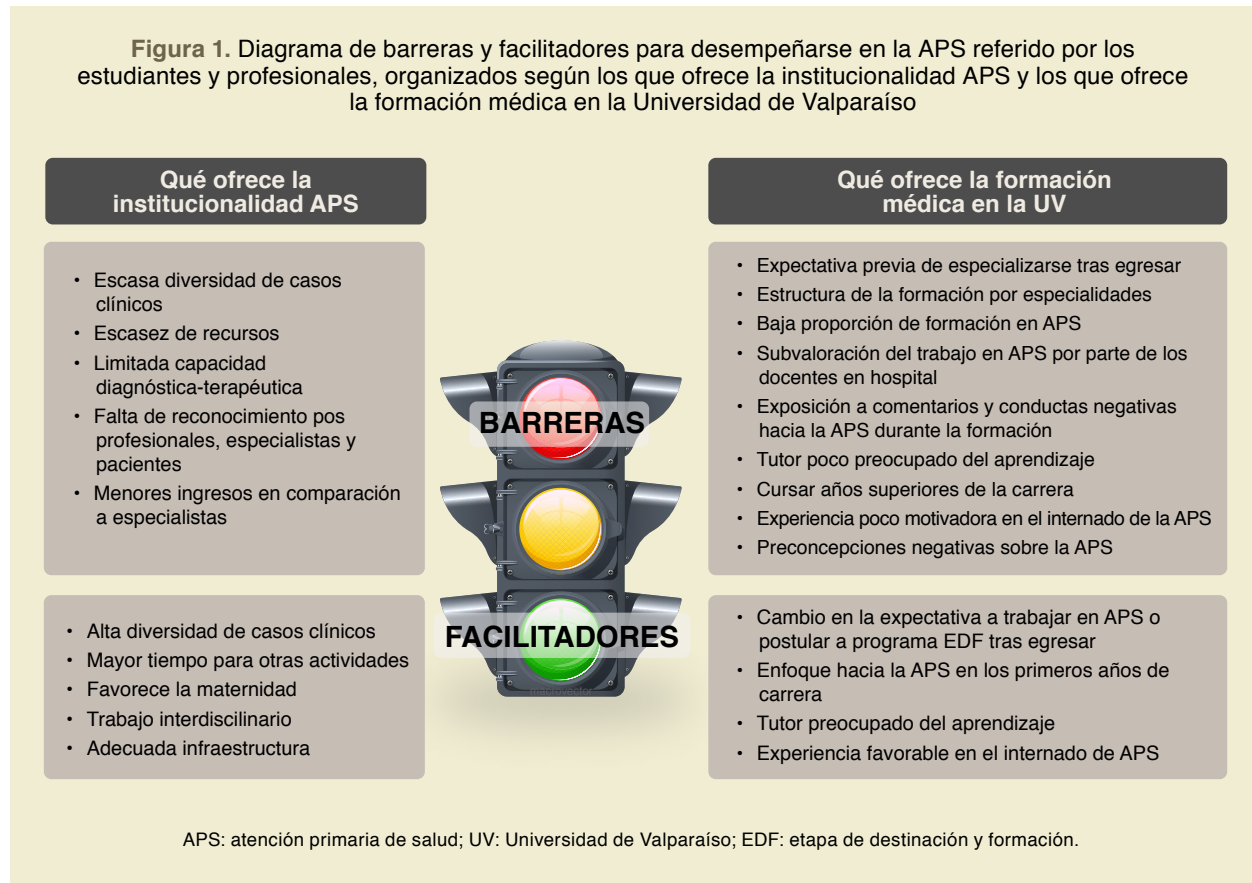 Figura 1. Diagrama de barreras y facilitadores para desempeñarse en la APS referido por los
estudiantes y profesionales, organizados según los que ofrece la institucionalidad APS y los que ofrece
la formación médica en la Universidad de Valparaíso
Qué ofrece la
institucionalidad APS
• Escasa diversidad de casos
clínicos
• Escasez de recursos
• Limitada capacidad
diagnóstica-terapéutica
• Falta de reconocimiento pos
profesionales, especialistas y
pacientes
• Menores ingresos en comparación
a especialistas
• Alta diversidad de casos clínicos
• Mayor tiempo para otras actividades
• Favorece la maternidad
• Trabajo interdiscilinario
• Adecuada infraestructura
BARRERAS
FACILITADORES
Qué ofrece la formación
médica en la UV
• Expectativa previa de especializarse tras egresar
• Estructura de la formación por especialidades
• Baja proporción de formación en APS
• Subvaloración del trabajo en APS por parte de los
docentes en hospital
• Exposición a comentarios y conductas negativas
hacia la APS durante la formación
• Tutor poco preocupado del aprendizaje
• Cursar años superiores de la carrera
• Experiencia poco motivadora en el internado de la APS
• Preconcepciones negativas sobre la APS
• Cambio en la expectativa a trabajar en APS o
postular a programa EDF tras egresar
• Enfoque hacia la APS en los primeros años de
carrera
• Tutor preocupado del aprendizaje
• Experiencia favorable en el internado de APS
APS: atención primaria de salud; UV: Universidad de Valparaíso; EDF: etapa de destinación y formación.